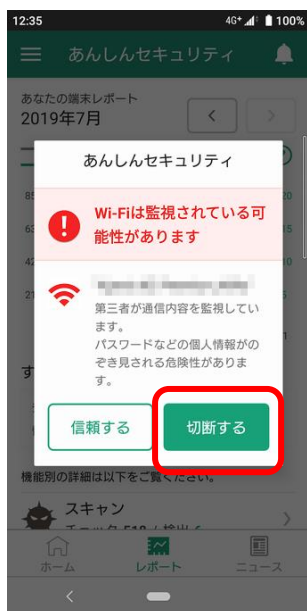 12:35
4G+
100%
あんしんセキュリティ
あなたの端末レポート
2019年7月
あんしんセキュリティ
Wi-Fiは監視されている可
能性があります
第三者が通信内容を監視してい
ます。
パスワードなどの個人情報がの
ぞき見される危険性がありま
す。
信頼する
切断する
機能別の詳細は以下をご覧ください。
スキャン
ホーム
レポート
ニュース